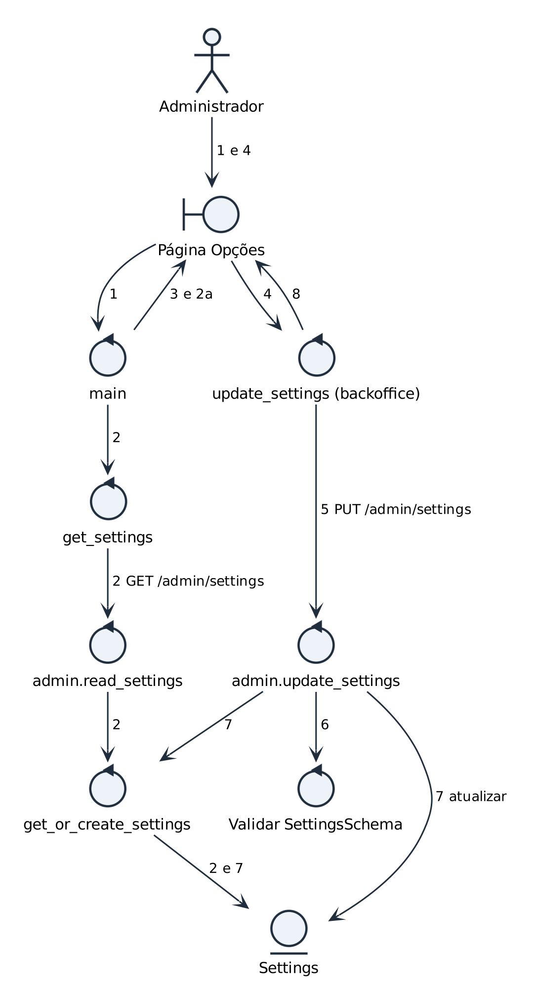 Administrador
1 e 4
Página Opções
1
3 e 2a
4
8
main
update_settings (backoffice)
2
5 PUT /admin/settings
get_settings
2 GET /admin/settings
admin.read_settings
admin.update_settings
2
7
6
7 atualizar
get_or_create_settings
Validar SettingsSchema
2 e 7
Settings